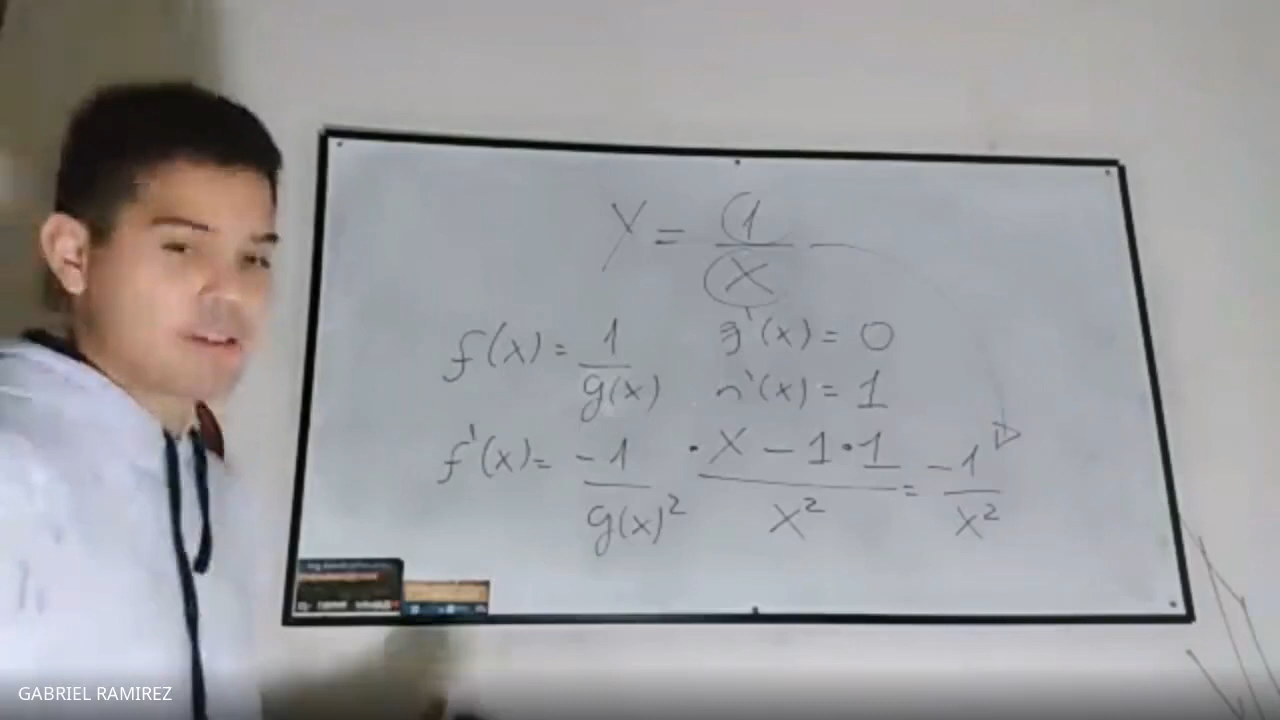 Y = 1/X
f(x) = 1/g(x)
g'(x) = 0
n'(x) = 1
f'(x) = -1/g(x)²
·X - 1·1/X² = -1/X²
GABRIEL RAMIREZ